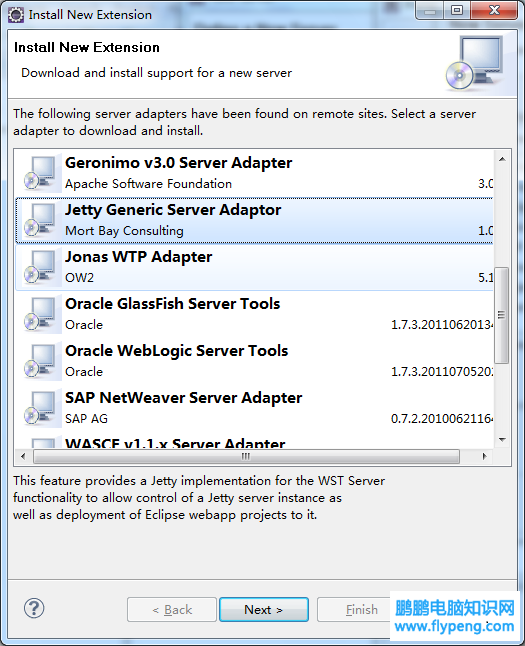 Install New Extension
Install New Extension
Download and install support for a new server
The following server adapters have been found on remote sites. Select a server
adapter to download and install.
Geronimo v3.0 Server Adapter
Apache Software Foundation 3.0
Jetty Generic Server Adaptor
Mort Bay Consulting 1.0
Jonas WTP Adapter
OW2 5.1
Oracle GlassFish Server Tools
Oracle 1.7.3.2011062013
Oracle WebLogic Server Tools
Oracle 1.7.3.201107052
SAP NetWeaver Server Adapter
SAP AG 0.7.2.2010062116
WASCE v1.1.x Server Adapter
This feature provides a Jetty implementation for the WST Server
functionality to allow control of a Jetty server instance as
well as deployment of Eclipse webapp projects to it.
? < Back Next > Finish
鹏鹏电脑知识网
www.flypeng.com